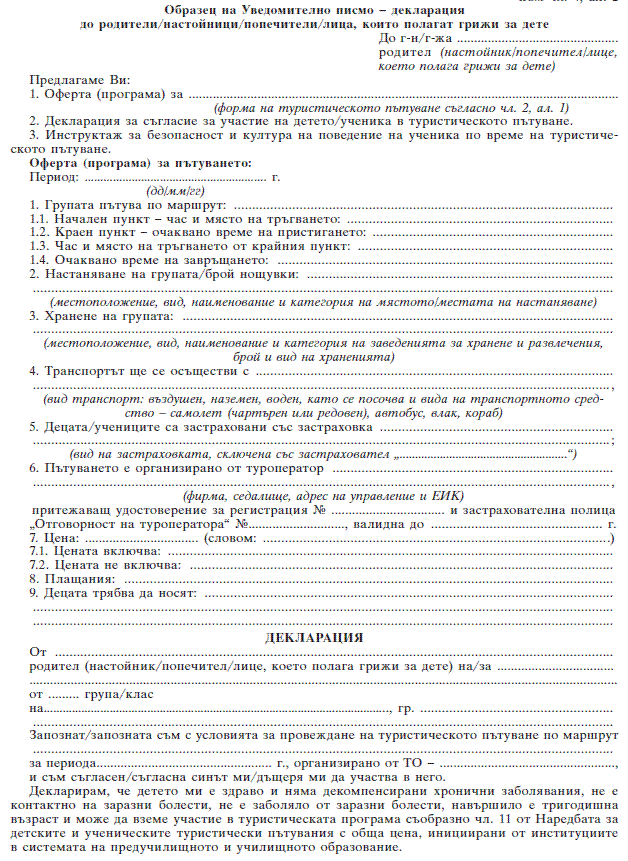 Образец на Уведомително писмо – декларация
до родители/настойници/попечители/лица, които полагат грижи за дете
До г-н/г-жа ..............................................
родител (настойник/попечител/лице,
което полага грижи за дете)
Предлагаме Ви:
1. Оферта (програма) за ..............................................
(форма на туристическото пътуване съгласно чл. 2, ал. 1)
2. Декларация за съгласие за участие на детето/ученика в туристическото пътуване.
3. Инструктаж за безопасност и култура на поведение на ученика по време на туристиче-
ското пътуване.
Оферта (програма) за пътуването:
Период: .............................................. г.
(дд/мм/гг)
1. Групата пътува по маршрут: ..............................................
1.1. Начален пункт – час и място на тръгването: ..............................................
1.2. Краен пункт – очаквано време на пристигането: ..............................................
1.3. Час и място на тръгването от крайния пункт: ..............................................
1.4. Очаквано време на завръщането: ..............................................
2. Настаняване на групата/брой нощувки: ..............................................
..............................................
(местоположение, вид, наименование и категория на мястото/местата на настаняване)
3. Хранене на групата: ..............................................
..............................................
(местоположение, вид, наименование и категория на заведенията за хранене и развлечения,
брой и вид на храненията)
4. Транспортът ще се осъществи с ..............................................
.............................................. ,
(вид транспорт: въздушен, наземен, воден, като се посочва и вида на транспортното сред-
ство – самолет (чартърен или редовен), автобус, влак, кораб)
5. Децата/учениците са застраховани със застраховка ..............................................
.............................................. ;
(вид на застраховката, сключена със застраховател „..............................................“)
6. Пътуването е организирано от туроператор ..............................................
.............................................. ,
(фирма, седалище, адрес на управление и ЕИК)
притежаващ удостоверение за регистрация № .................................. и застрахователна полица
„Отговорност на туроператора“ №.........................., валидна до .............................................. г.
7. Цена: .............................. (словом: ..............................................)
7.1. Цената включва: ..............................................
7.2. Цената не включва: ..............................................
8. Плащания: ..............................................
9. Децата трябва да носят: ..............................................
..............................................
..............................................
ДЕКЛАРАЦИЯ
От ..............................................
родител (настойник/попечител/лице, което полага грижи за дете) на/за ..................................
..............................................
от ......... група/клас
на.............................................., гр. ..............................................
..............................................
Запознат/запозната съм с условията за провеждане на туристическото пътуване по маршрут
..............................................
за периода.............................................. г., организирано от ТО – ..............................................,
и съм съгласен/съгласна синът ми/дъщеря ми да участва в него.
Декларирам, че детето ми е здраво и няма декомпенсирани хронични заболявания, не е
контактно на заразни болести, не е заболяло от заразни болести, навършило е тригодишна
възраст и може да вземе участие в туристическата програма съобразно чл. 11 от Наредбата за
детските и ученическите туристически пътувания с обща цена, инициирани от институциите
в системата на предучилищното и училищното образование.